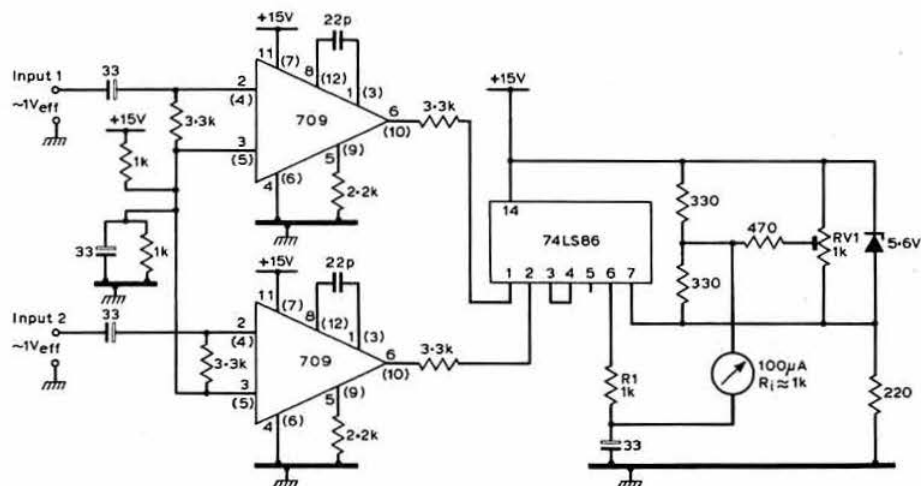 +15V
22p
11
(7)
8
(12)
1
(3)
Input 1
33
2
(4)
~1Veff
3·3k
+15V
1k
3
(5)
709
6
(10)
3·3k
5
(9)
4
(6)
2·2k
33
1k
+15V
14
74LS86
1 2 3 4 5 6 7
330
470
RV1
1k
5·6V
330
+15V
22p
11
(7)
8
(12)
1
(3)
Input 2
33
2
(4)
~1Veff
3·3k
3
(5)
709
6
(10)
3·3k
5
(9)
4
(6)
2·2k
R1
1k
100µA
Ri≈1k
220
33